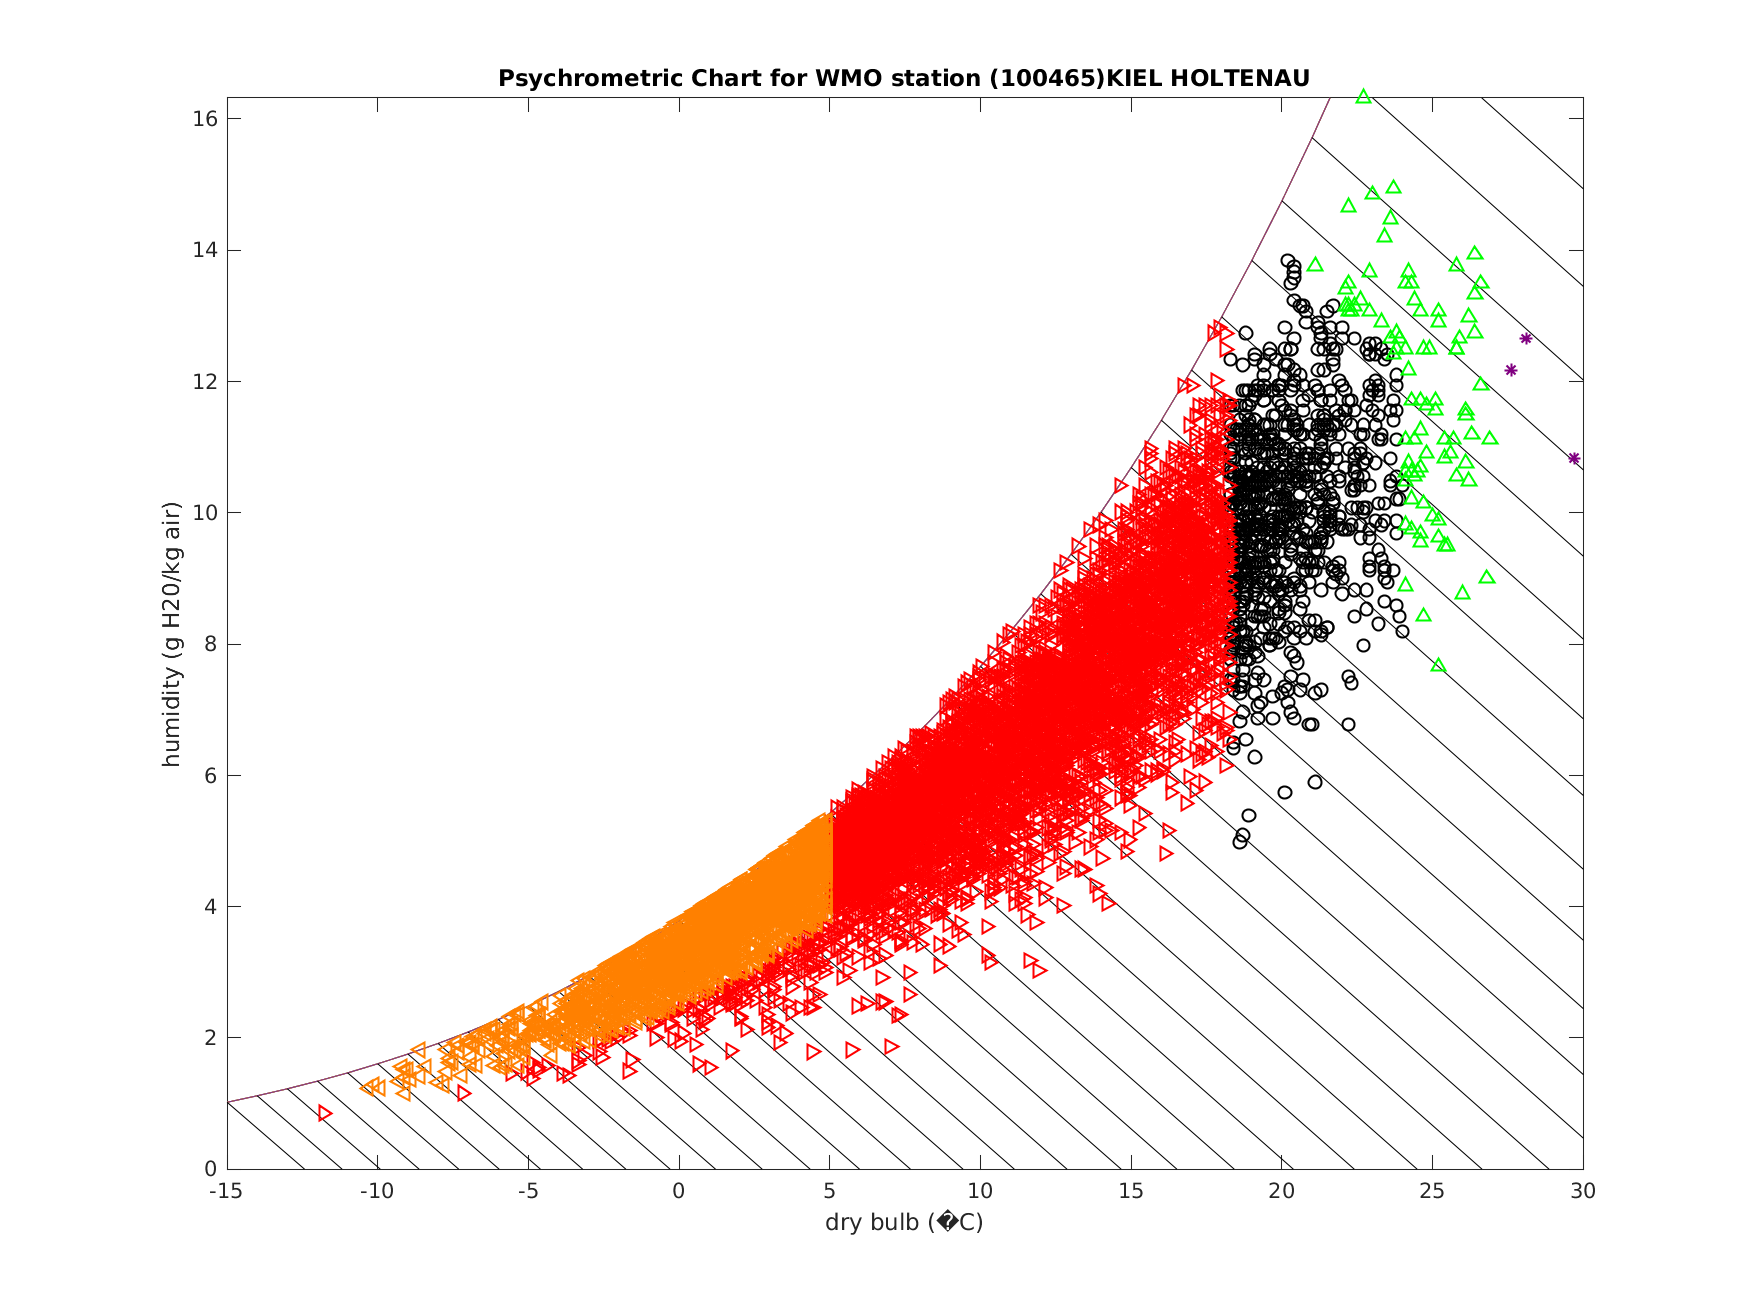 Psychrometric Chart for WMO station (100465)KIEL HOLTENAU
16
14
12
10
8
6
4
2
0
humidity (g H20/kg air)
-15 -10 -5 0 5 10 15 20 25 30
dry bulb (�C)